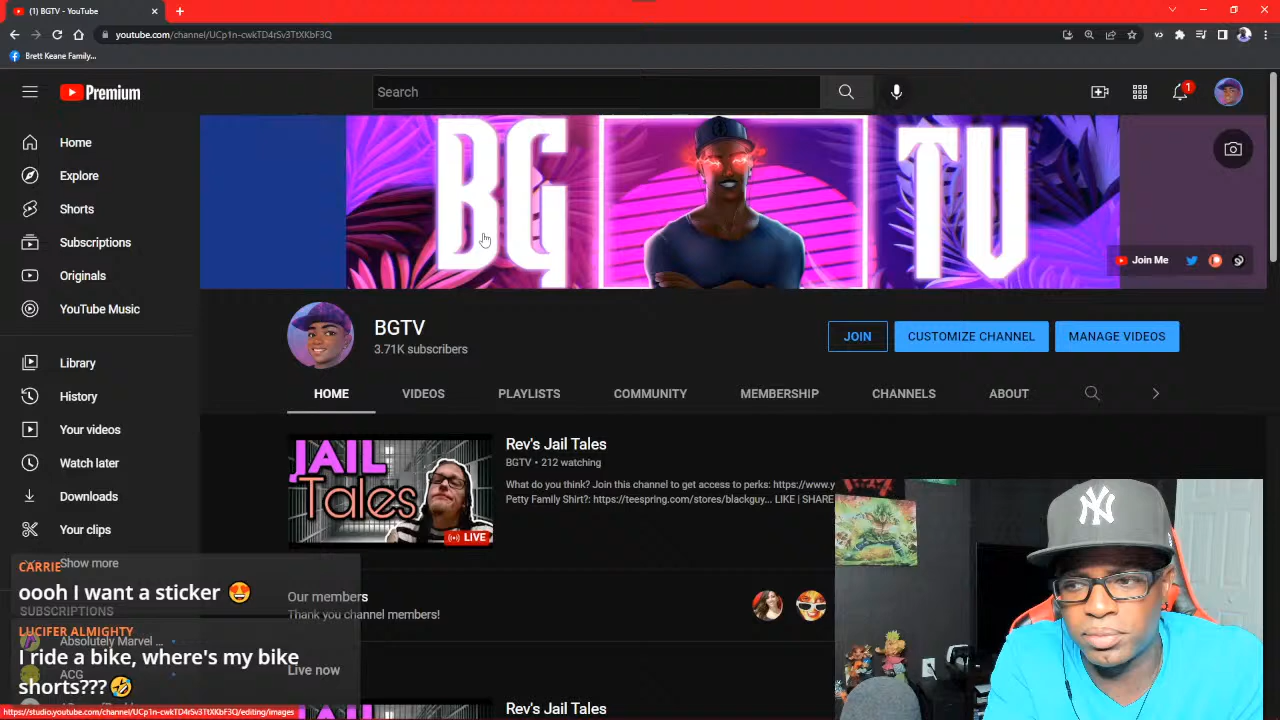 (1) BGTV - YouTube
youtube.com/channel/UCp1n-cwkTD4rSv3TtXKbF3Q
Brett Keane Family...
Premium
Search
1
Home
Explore
Shorts
Subscriptions
Originals
YouTube Music
Library
History
Your videos
Watch later
Downloads
Your clips
Show more
SUBSCRIPTIONS
Absolutely Marvel ...
ACG
BG TV
Join Me
BGTV
3.71K subscribers
JOIN
CUSTOMIZE CHANNEL
MANAGE VIDEOS
HOME
VIDEOS
PLAYLISTS
COMMUNITY
MEMBERSHIP
CHANNELS
ABOUT
JAIL
Tales
LIVE
Rev's Jail Tales
BGTV • 212 watching
What do you think? Join this channel to get access to perks: https://www.y
Petty Family Shirt?: https://teespring.com/stores/blackguy... LIKE | SHARE
Our members
Thank you channel members!
Live now
Rev's Jail Tales
CARRIE
oooh I want a sticker 😍
LUCIFER ALMIGHTY
I ride a bike, where's my bike
shorts??? 🤣
https://studio.youtube.com/channel/UCp1n-cwkTD4rSv3TtXKbF3Q/editing/images
NY